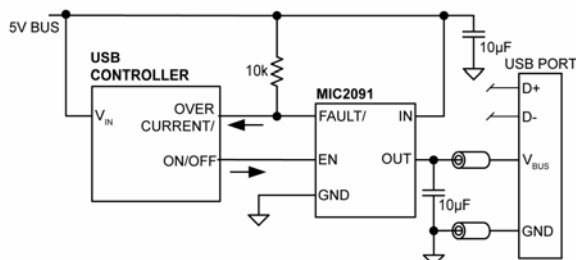 5V BUS
USB
CONTROLLER
10k
MIC2091
10µF
USB PORT
V_IN
OVER
CURRENT/
ON/OFF
FAULT/
IN
EN
OUT
GND
10µF
D+
D-
V_BUS
GND